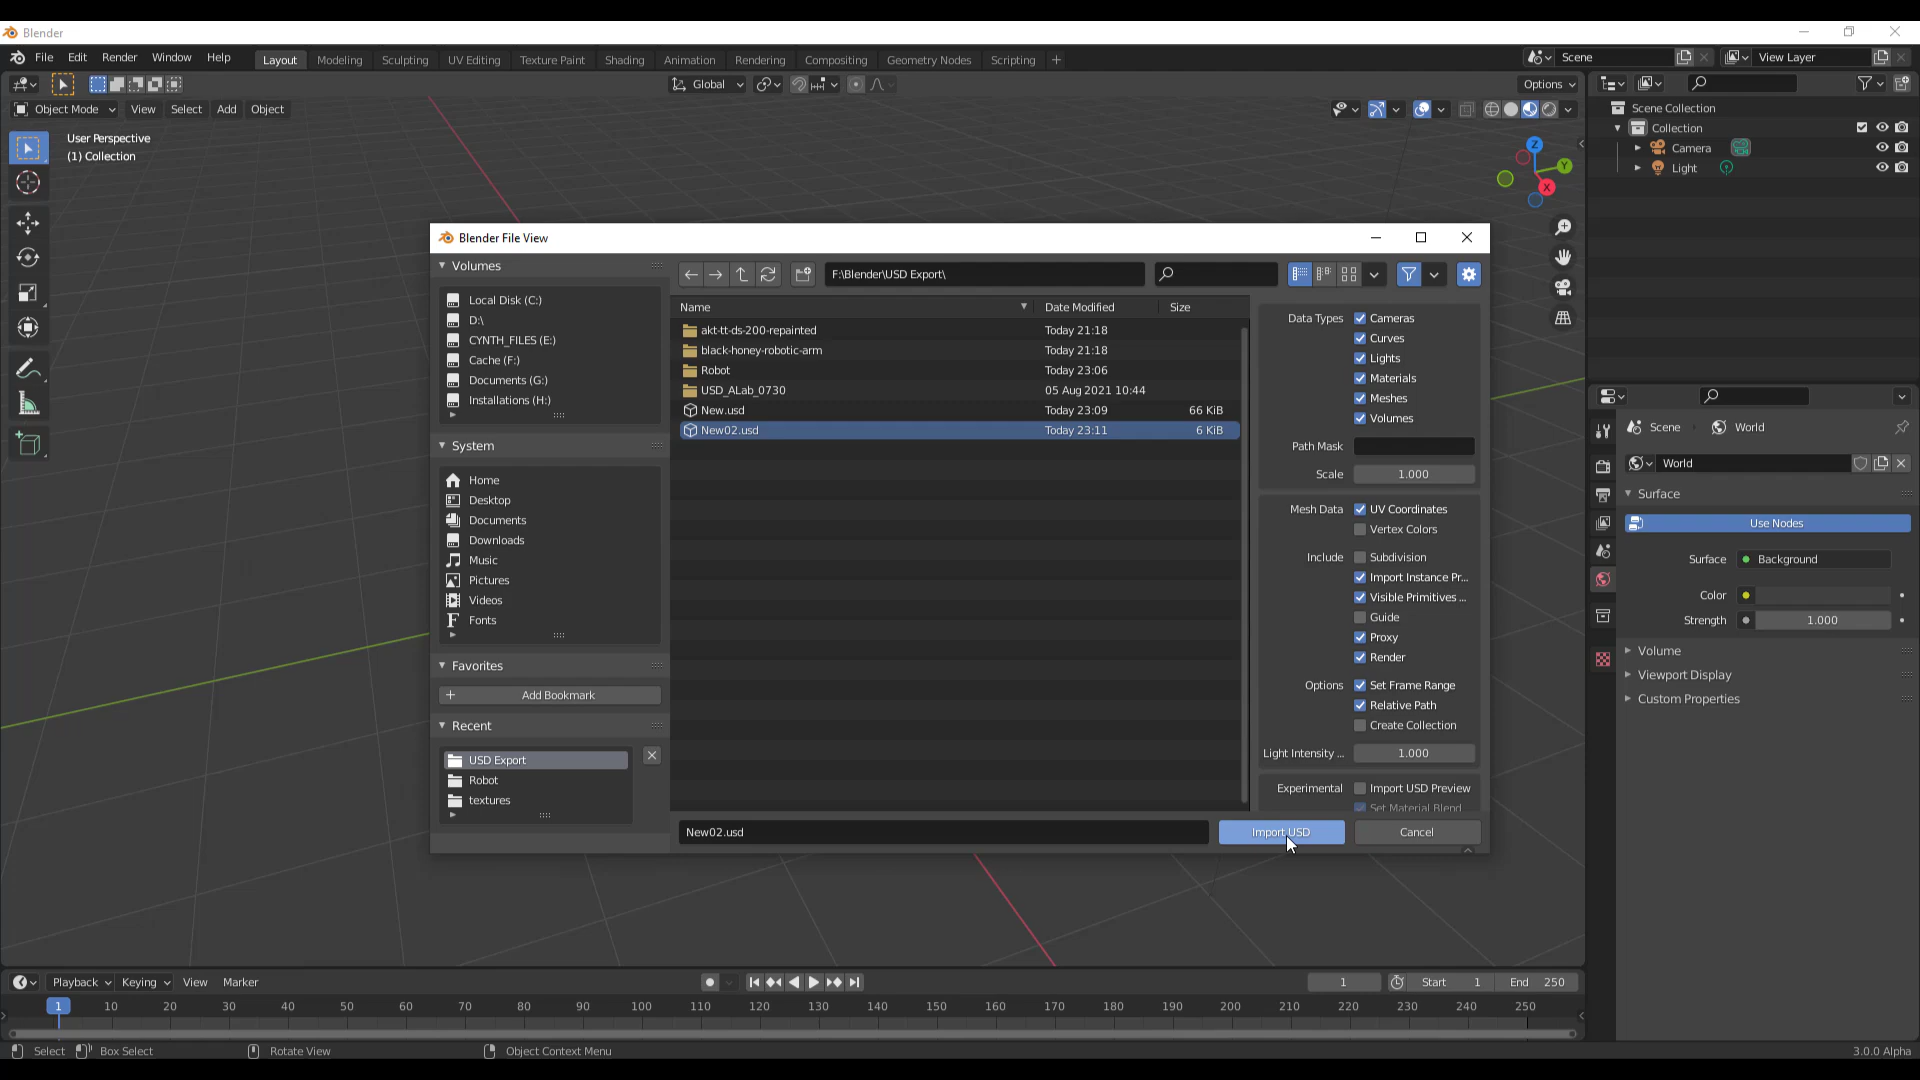 Blender
File Edit Render Window Help Layout Modeling Sculpting UV Editing Texture Paint Shading Animation Rendering Compositing Geometry Nodes Scripting + Scene View Layer
Global Options
Object Mode View Select Add Object
User Perspective
(1) Collection
Z
Y
X
Scene Collection
Collection
Camera
Light
Blender File View
Volumes
Local Disk (C:)
D:\
CYNTH_FILES (E:)
Cache (F:)
Documents (G:)
Installations (H:)
System
Home
Desktop
Documents
Downloads
Music
Pictures
Videos
Fonts
Favorites
Add Bookmark
Recent
USD Export
Robot
textures
F:\Blender\USD Export\
Name Date Modified Size
akt-tt-ds-200-repainted Today 21:18
black-honey-robotic-arm Today 21:18
Robot Today 23:06
USD_ALab_0730 05 Aug 2021 10:44
New.usd Today 23:09 66 KiB
New02.usd Today 23:11 6 KiB
Data Types Cameras
Curves
Lights
Materials
Meshes
Volumes
Path Mask
Scale 1.000
Mesh Data UV Coordinates
Vertex Colors
Include Subdivision
Import Instance Pr...
Visible Primitives ...
Guide
Proxy
Render
Options Set Frame Range
Relative Path
Create Collection
Light Intensity ... 1.000
Experimental Import USD Preview
Set Material Blend
New02.usd Import USD Cancel
Scene World
World
Surface
Use Nodes
Surface Background
Color
Strength 1.000
Volume
Viewport Display
Custom Properties
Playback Keying View Marker 1 Start 1 End 250
1 10 20 30 40 50 60 70 80 90 100 110 120 130 140 150 160 170 180 190 200 210 220 230 240 250
Select Box Select Rotate View Object Context Menu 3.0.0 Alpha